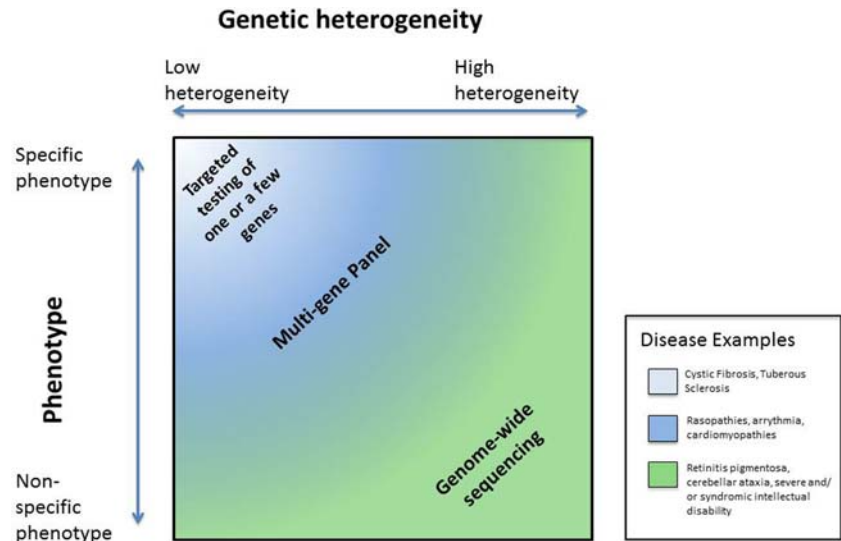 Genetic heterogeneity
Low
heterogeneity
High
heterogeneity
Specific
phenotype
Phenotype
Non-
specific
phenotype
Targeted
testing of
one or a few
genes
Multi-gene Panel
Genome-wide
sequencing
Disease Examples
Cystic Fibrosis, Tuberous
Sclerosis
Rasopathies, arrythmia,
cardiomyopathies
Retinitis pigmentosa,
cerebellar ataxia, severe and/
or syndromic intellectual
disability